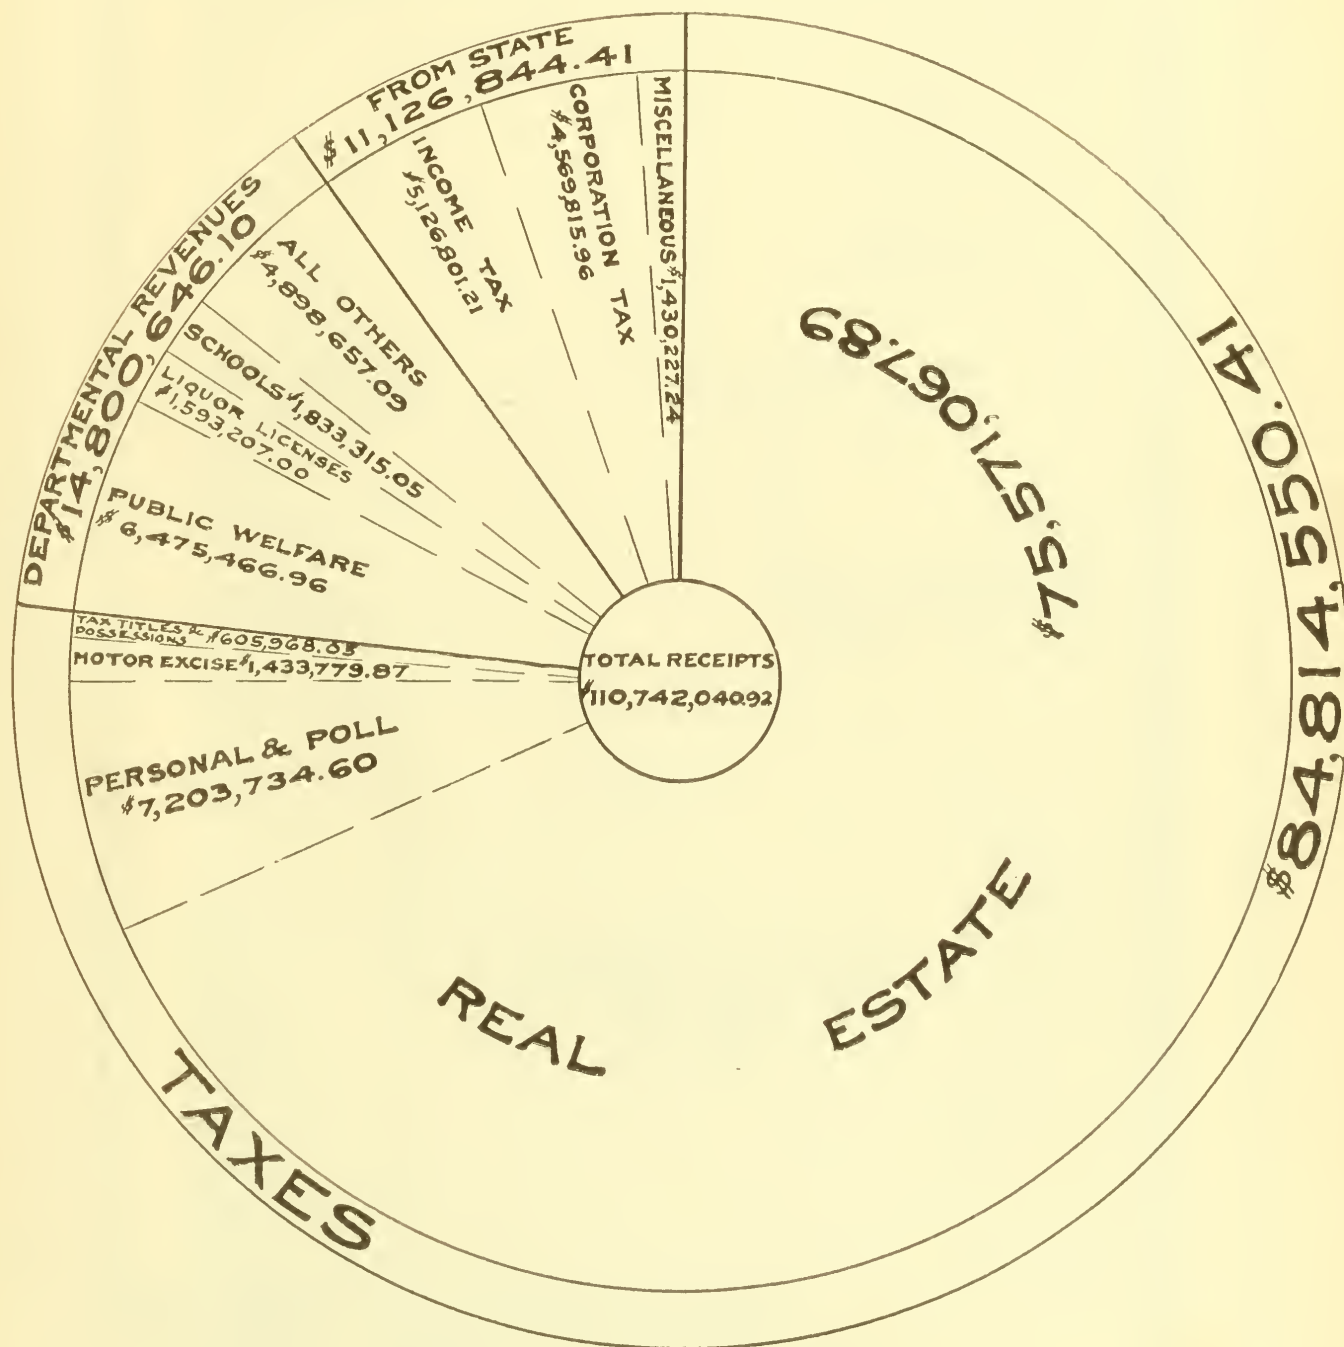 FROM STATE
$11,126,844.41
INCOME TAX
$5,126,801.21
CORPORATION TAX
$4,569,815.96
MISCELLANEOUS $1,430,227.24
DEPARTMENTAL REVENUES
$14,800,646.10
ALL OTHERS
$4,898,657.09
SCHOOLS $1,833,315.05
LIQUOR LICENSES
$1,593,207.00
PUBLIC WELFARE
$6,475,466.96
TAX TITLES & POSSESSIONS $605,968.05
MOTOR EXCISE $1,433,779.87
PERSONAL & POLL
$7,203,734.60
TOTAL RECEIPTS
$110,742,040.92
REAL ESTATE
$75,571,067.89
TAXES
$84,814,550.41